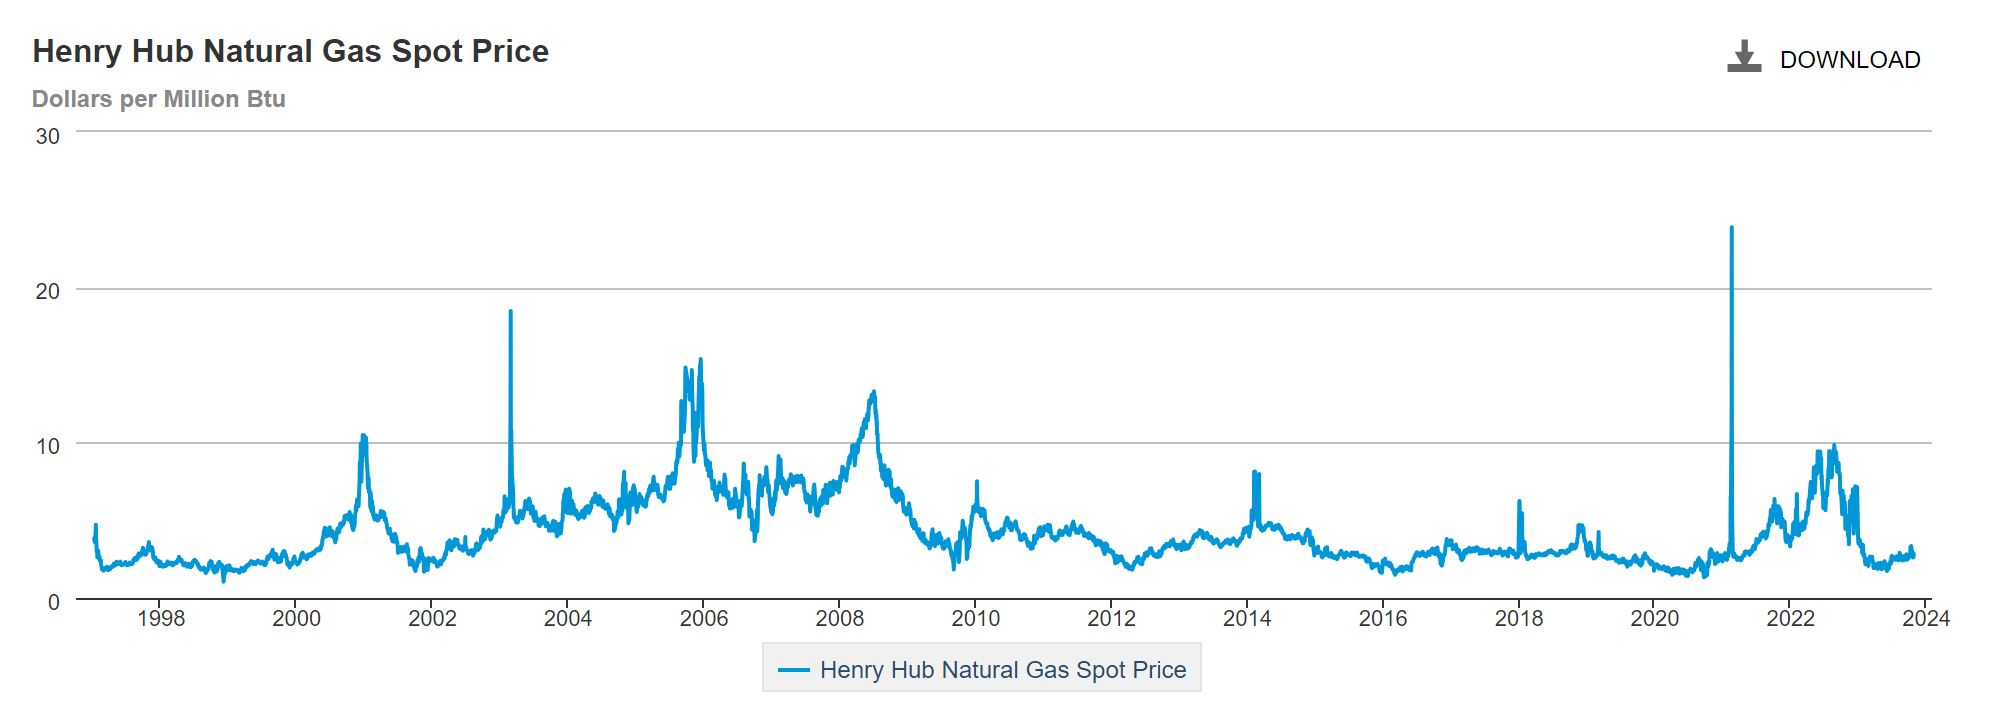 Henry Hub Natural Gas Spot Price
DOWNLOAD
Dollars per Million Btu
30
20
10
0
1998 2000 2002 2004 2006 2008 2010 2012 2014 2016 2018 2020 2022 2024
Henry Hub Natural Gas Spot Price